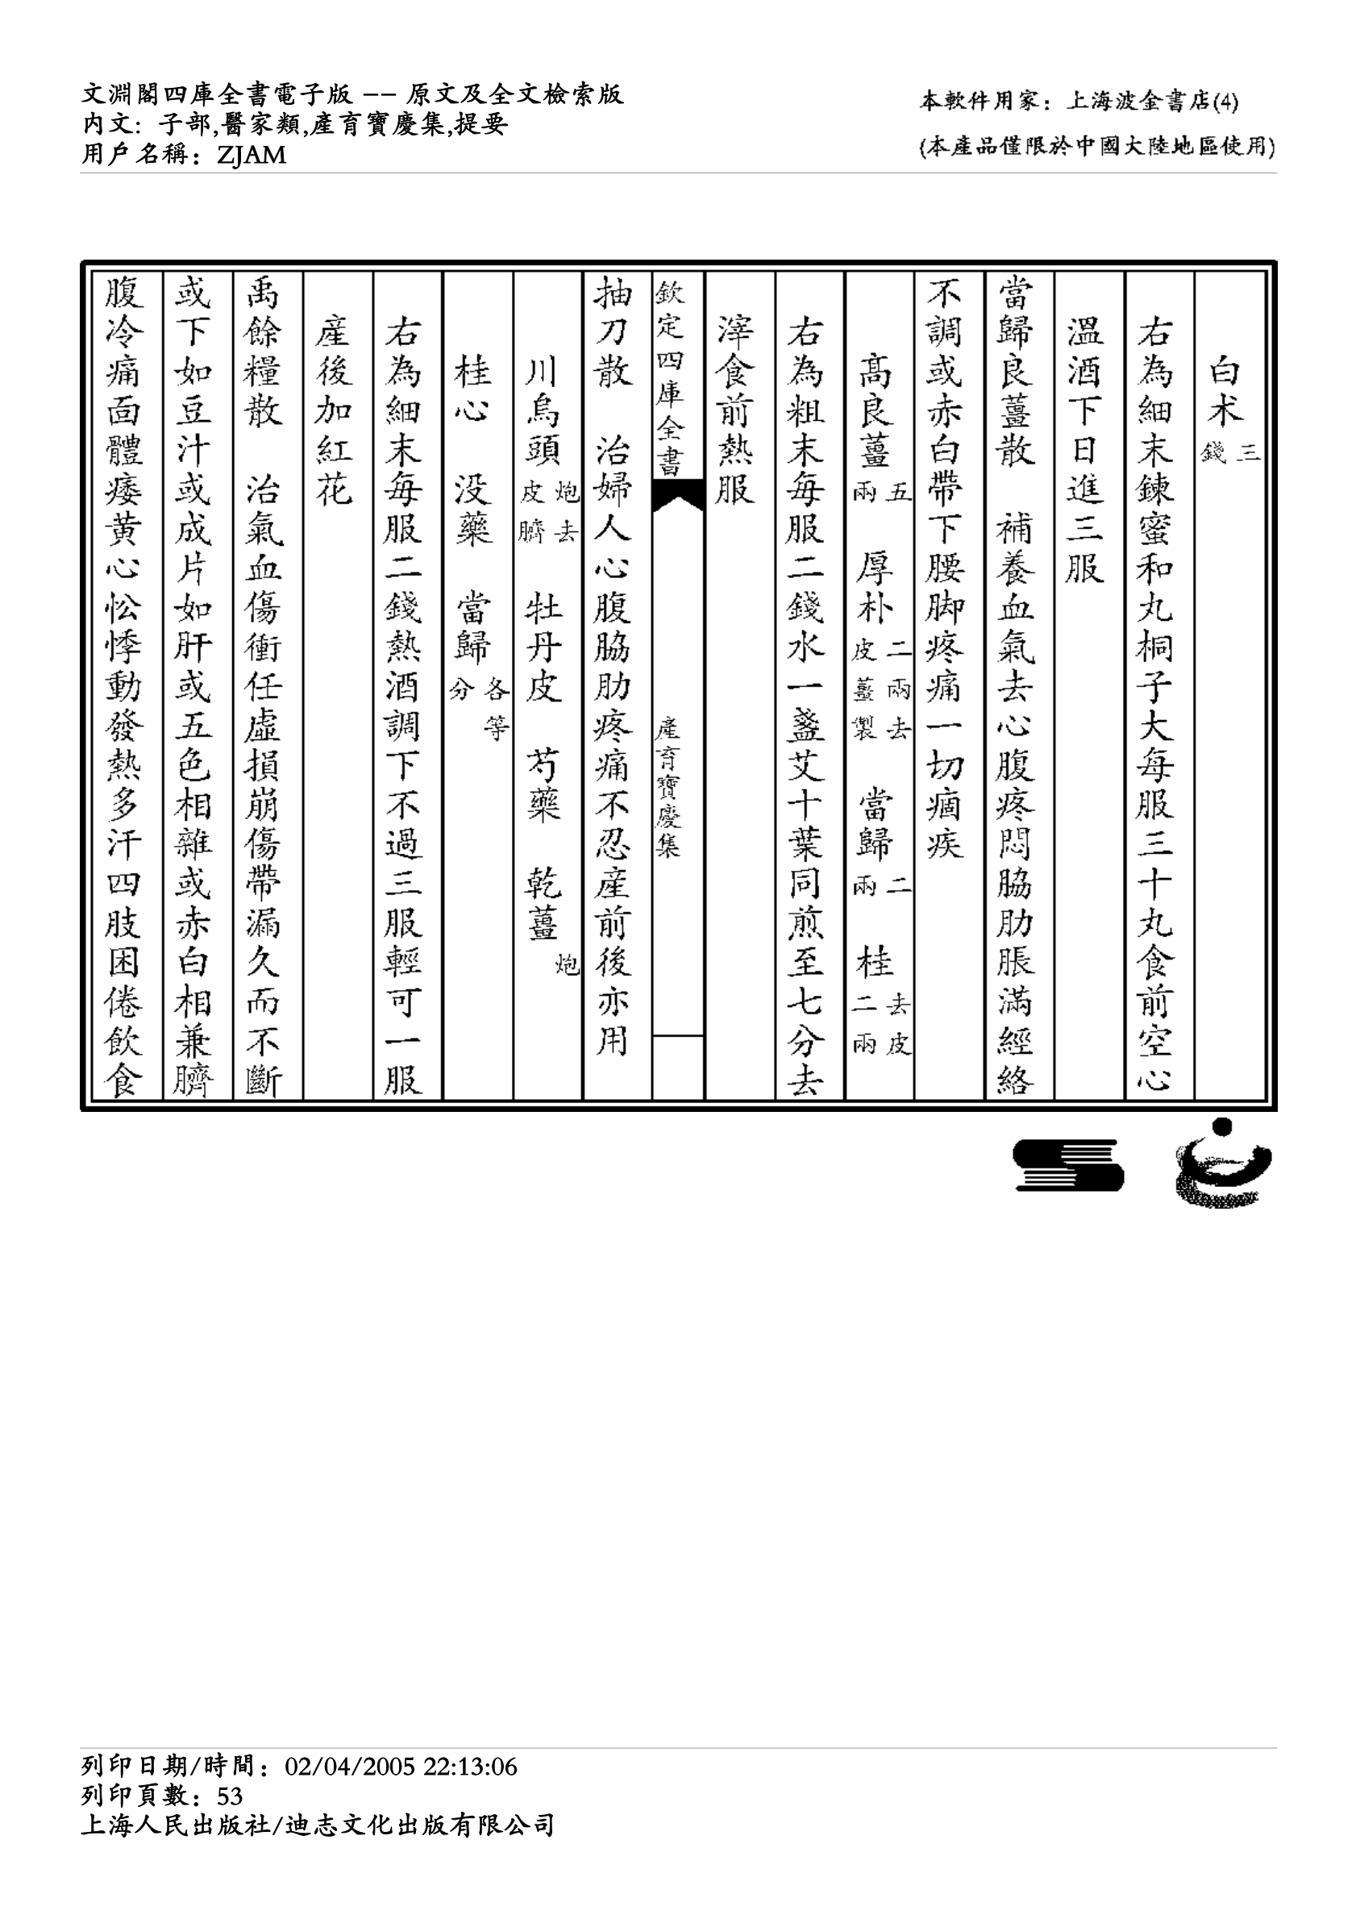 文淵閣四庫全書電子版 -- 原文及全文檢索版
内文: 子部,醫家類,產育寶慶集,提要
用戶名稱: ZJAM
本軟件用家: 上海波金書店(4)
(本產品僅限於中國大陸地區使用)
白术三錢
右為細末鍊蜜和丸桐子大每服三十丸食前空心
溫酒下日進三服
當歸良薑散 補養血氣去心腹疼悶脇肋脹滿經絡
不調或赤白帶下腰脚疼痛一切痼疾
髙良薑五兩 厚朴二兩去皮薑製 當歸二兩 桂去皮二兩
右為粗末每服二錢水一盞艾十葉同煎至七分去
滓食前熱服
欽定四庫全書 產育寶慶集
抽刀散 治婦人心腹脇肋疼痛不忍産前後亦用
川烏頭炮去皮臍 牡丹皮 芍藥 乾薑炮
桂心 没藥 當歸各等分
右為細末每服二錢熱酒調下不過三服輕可一服
産後加紅花
禹餘糧散 治氣血傷衝任虛損崩傷帶漏久而不斷
或下如豆汁或成片如肝或五色相雜或赤白相兼臍
腹冷痛面體痿黄心忪悸動發熱多汗四肢困倦飲食
列印日期/時間: 02/04/2005 22:13:06
列印頁數: 53
上海人民出版社/迪志文化出版有限公司